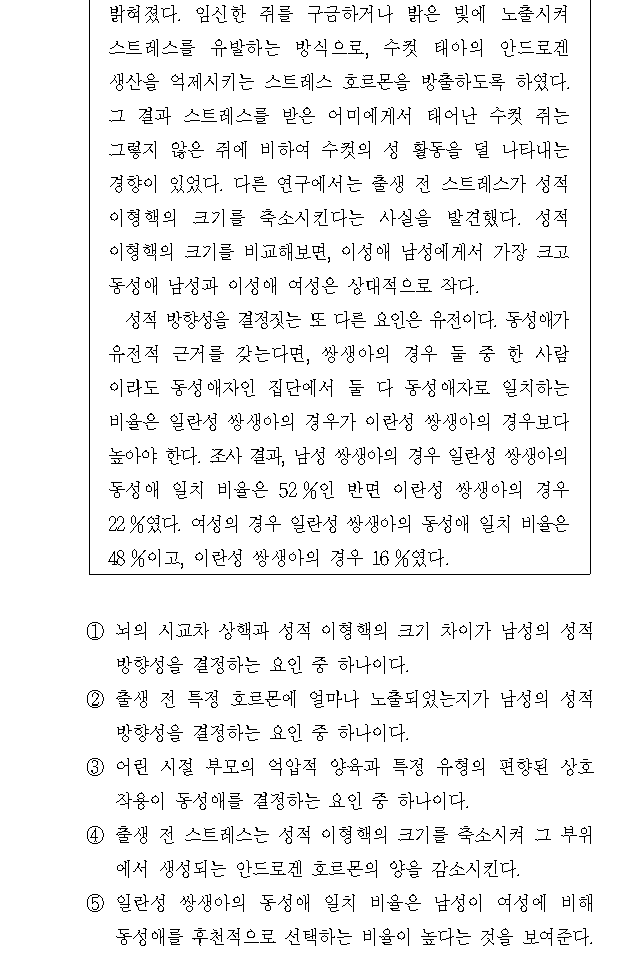 밝혀졌다. 임신한 쥐를 구금하거나 밝은 빛에 노출시켜
스트레스를 유발하는 방식으로, 수컷 태아의 안드로겐
생산을 억제시키는 스트레스 호르몬을 방출하도록 하였다.
그 결과 스트레스를 받은 어미에게서 태어난 수컷 쥐는
그렇지 않은 쥐에 비하여 수컷의 성 활동을 덜 나타내는
경향이 있었다. 다른 연구에서는 출생 전 스트레스가 성적
이형핵의 크기를 축소시킨다는 사실을 발견했다. 성적
이형핵의 크기를 비교해보면, 이성애 남성에게서 가장 크고
동성애 남성과 이성애 여성은 상대적으로 작다.
성적 방향성을 결정짓는 또 다른 요인은 유전이다. 동성애가
유전적 근거를 갖는다면, 쌍생아의 경우 둘 중 한 사람
이라도 동성애자인 집단에서 둘 다 동성애자로 일치하는
비율은 일란성 쌍생아의 경우가 이란성 쌍생아의 경우보다
높아야 한다. 조사 결과, 남성 쌍생아의 경우 일란성 쌍생아의
동성애 일치 비율은 52 %인 반면 이란성 쌍생아의 경우
22 %였다. 여성의 경우 일란성 쌍생아의 동성애 일치 비율은
48 %이고, 이란성 쌍생아의 경우 16 %였다.
① 뇌의 시교차 상핵과 성적 이형핵의 크기 차이가 남성의 성적
방향성을 결정하는 요인 중 하나이다.
② 출생 전 특정 호르몬에 얼마나 노출되었는지가 남성의 성적
방향성을 결정하는 요인 중 하나이다.
③ 어린 시절 부모의 억압적 양육과 특정 유형의 편향된 상호
작용이 동성애를 결정하는 요인 중 하나이다.
④ 출생 전 스트레스는 성적 이형핵의 크기를 축소시켜 그 부위
에서 생성되는 안드로겐 호르몬의 양을 감소시킨다.
⑤ 일란성 쌍생아의 동성애 일치 비율은 남성이 여성에 비해
동성애를 후천적으로 선택하는 비율이 높다는 것을 보여준다.